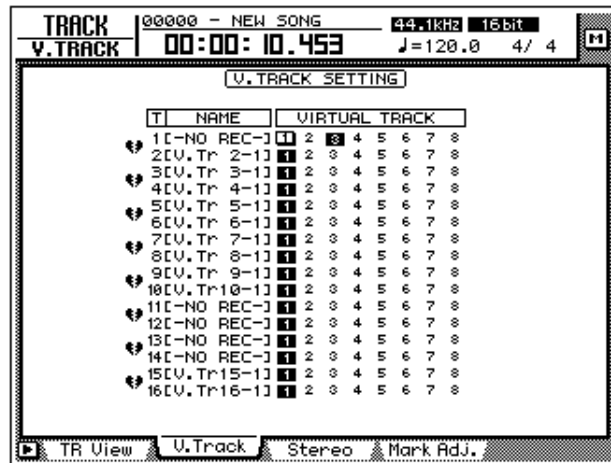 TRACK
V.TRACK
00000 - NEW SONG
00:00: 10.453
44.1kHz 16bit
♩=120.0 4/ 4
M
V.TRACK SETTING
T NAME VIRTUAL TRACK
1[-NO REC-] 1 2 3 4 5 6 7 8
2[V.Tr 2-1] 1 2 3 4 5 6 7 8
3[V.Tr 3-1] 1 2 3 4 5 6 7 8
4[V.Tr 4-1] 1 2 3 4 5 6 7 8
5[V.Tr 5-1] 1 2 3 4 5 6 7 8
6[V.Tr 6-1] 1 2 3 4 5 6 7 8
7[V.Tr 7-1] 1 2 3 4 5 6 7 8
8[V.Tr 8-1] 1 2 3 4 5 6 7 8
9[V.Tr 9-1] 1 2 3 4 5 6 7 8
10[V.Tr10-1] 1 2 3 4 5 6 7 8
11[-NO REC-] 1 2 3 4 5 6 7 8
12[-NO REC-] 1 2 3 4 5 6 7 8
13[-NO REC-] 1 2 3 4 5 6 7 8
14[-NO REC-] 1 2 3 4 5 6 7 8
15[V.Tr15-1] 1 2 3 4 5 6 7 8
16[V.Tr16-1] 1 2 3 4 5 6 7 8
TR View V.Track Stereo Mark Adj.